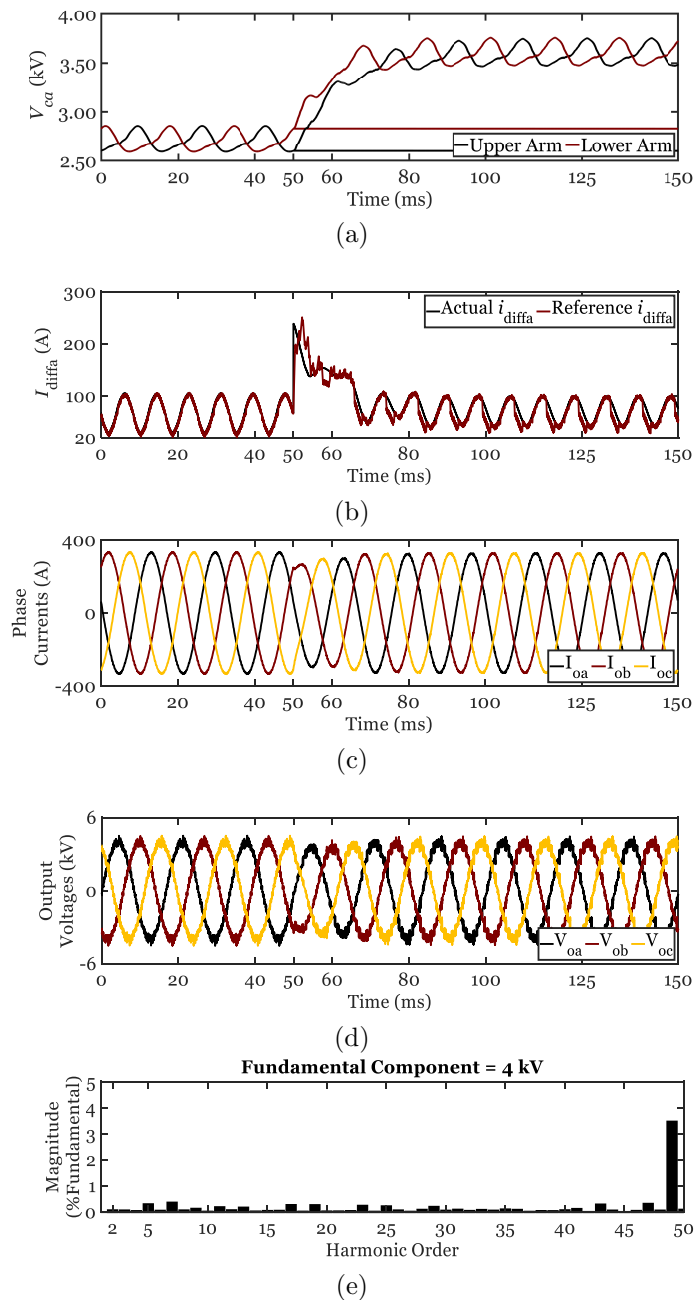 4.00
3.50
3.00
2.50
V_ca (kV)
Upper Arm Lower Arm
0 20 40 50 60 80 100 125 150
Time (ms)
(a)
300
200
100
20
I_diffa (A)
Actual i_diffa Reference i_diffa
0 20 40 50 60 80 100 125 150
Time (ms)
(b)
400
0
-400
Phase
Currents (A)
I_oa I_ob I_oc
0 20 40 50 60 80 100 125 150
Time (ms)
(c)
6
0
-6
Output
Voltages (kV)
V_oa V_ob V_oc
0 20 40 50 60 80 100 125 150
Time (ms)
(d)
Fundamental Component = 4 kV
5
4
3
2
1
0
Magnitude
(%Fundamental)
2 5 10 15 20 25 30 35 40 45 50
Harmonic Order
(e)